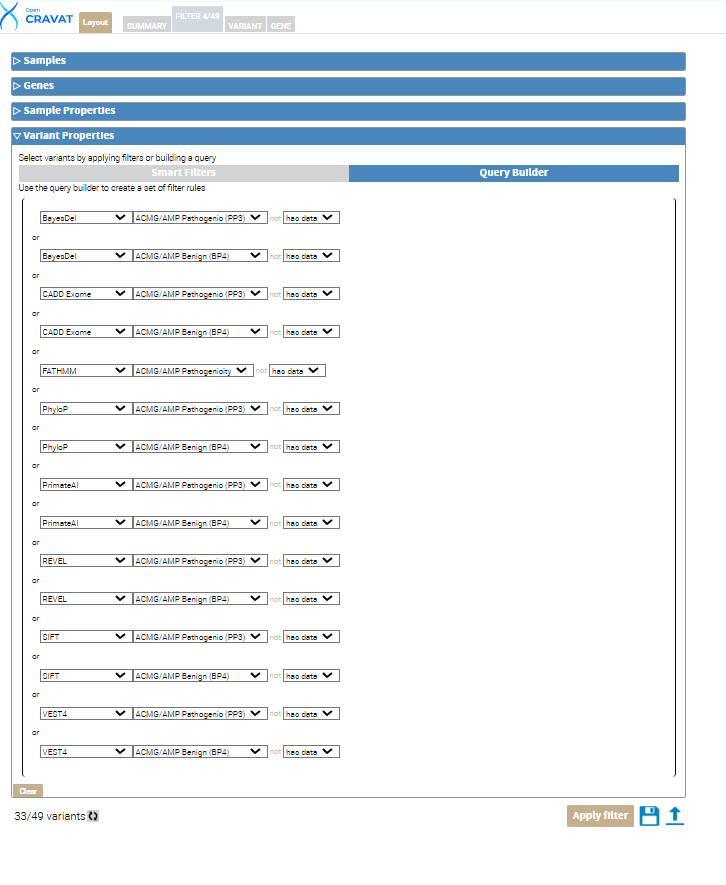 Open
CRAVAT
Layout
SUMMARY
FILTER 4/49
VARIANT
GENE
Samples
Genes
Sample Properties
Variant Properties
Select variants by applying filters or building a query
Smart Filters
Query Builder
Use the query builder to create a set of filter rules
BayesDel ACMG/AMP Pathogenic (PP3) not has data
or
BayesDel ACMG/AMP Benign (BP4) not has data
or
CADD Exome ACMG/AMP Pathogenic (PP3) not has data
or
CADD Exome ACMG/AMP Benign (BP4) not has data
or
FATHMM ACMG/AMP Pathogenicity not has data
or
PhyloP ACMG/AMP Pathogenic (PP3) not has data
or
PhyloP ACMG/AMP Benign (BP4) not has data
or
PrimateAI ACMG/AMP Pathogenic (PP3) not has data
or
PrimateAI ACMG/AMP Benign (BP4) not has data
or
REVEL ACMG/AMP Pathogenic (PP3) not has data
or
REVEL ACMG/AMP Benign (BP4) not has data
or
SIFT ACMG/AMP Pathogenic (PP3) not has data
or
SIFT ACMG/AMP Benign (BP4) not has data
or
VEST4 ACMG/AMP Pathogenic (PP3) not has data
or
VEST4 ACMG/AMP Benign (BP4) not has data
Clear
33/49 variants
Apply filter